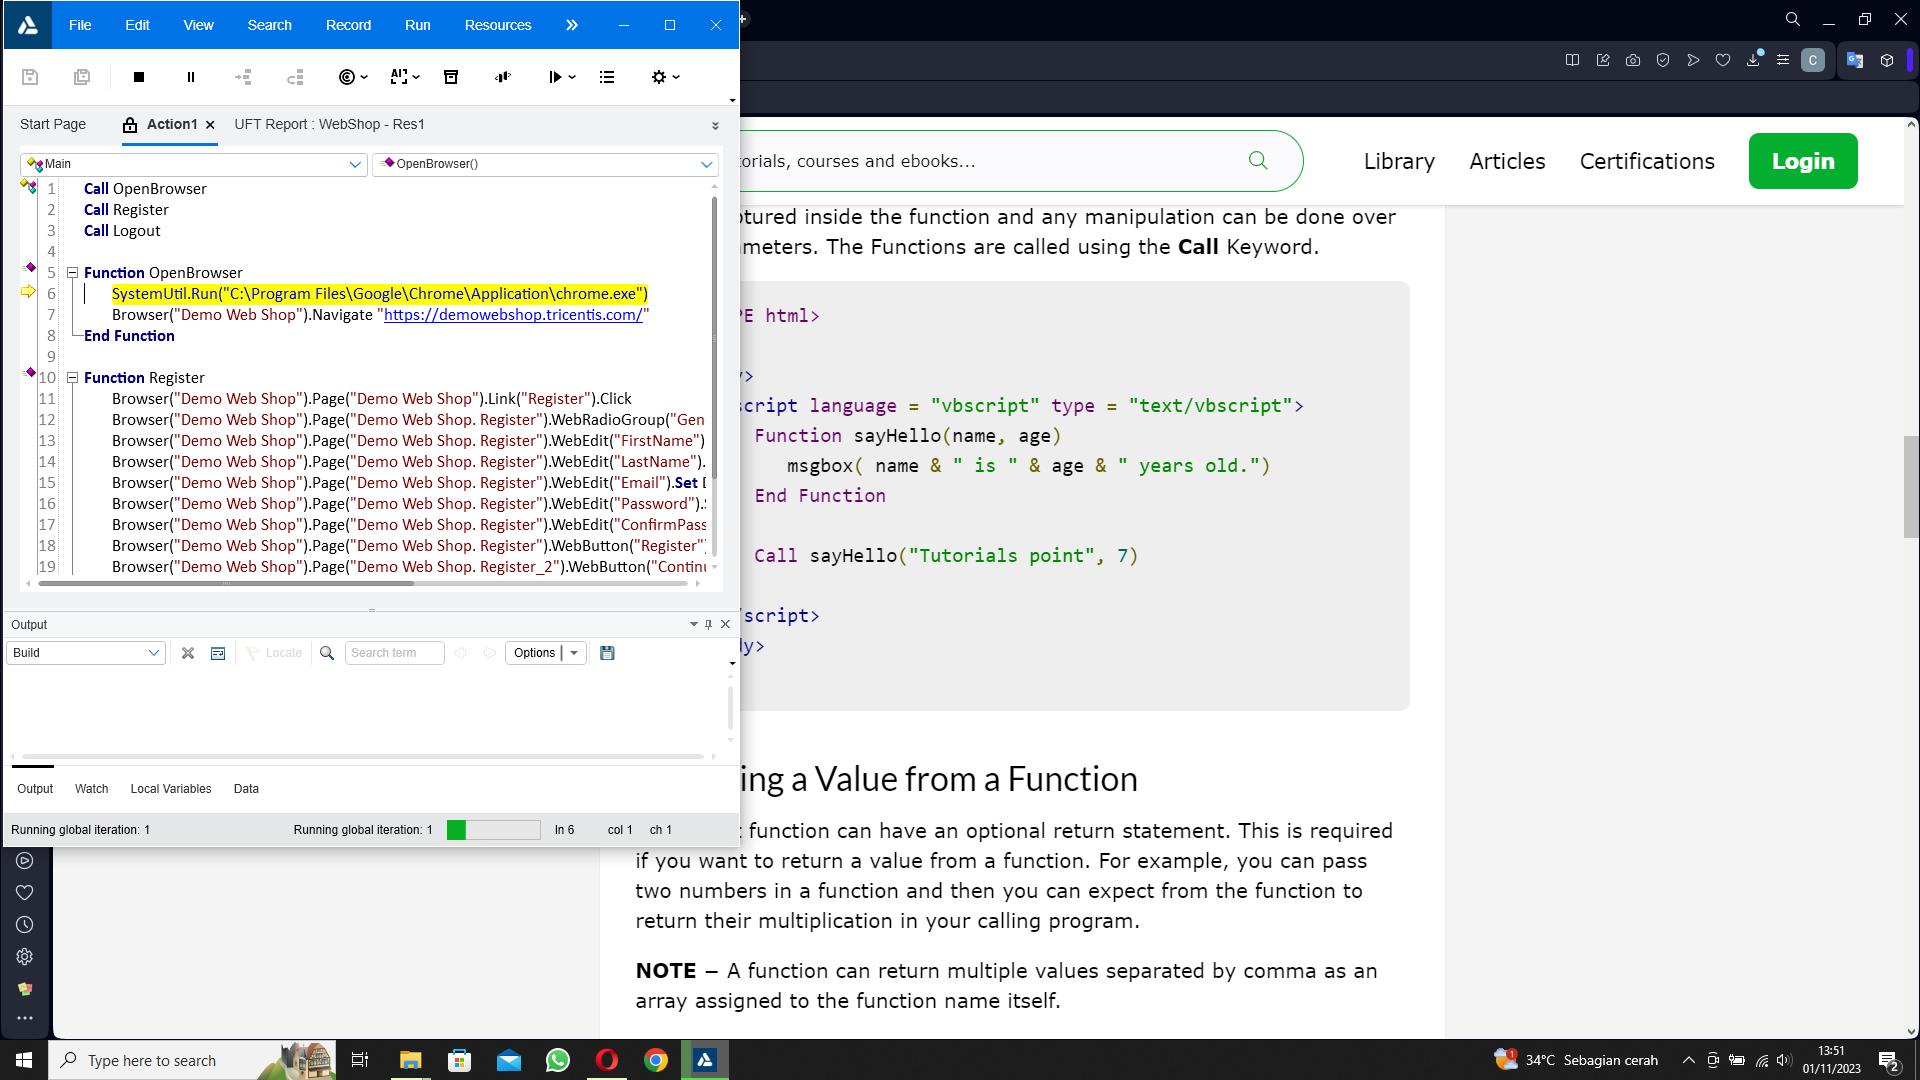 File Edit View Search Record Run Resources
Start Page Action1 UFT Report : WebShop - Res1
Main OpenBrowser()
1 Call OpenBrowser
2 Call Register
3 Call Logout
4
5 Function OpenBrowser
6 SystemUtil.Run("C:\Program Files\Google\Chrome\Application\chrome.exe")
7 Browser("Demo Web Shop").Navigate "https://demowebshop.tricentis.com/"
8 End Function
9
10 Function Register
11 Browser("Demo Web Shop").Page("Demo Web Shop").Link("Register").Click
12 Browser("Demo Web Shop").Page("Demo Web Shop. Register").WebRadioGroup("Gen
13 Browser("Demo Web Shop").Page("Demo Web Shop. Register").WebEdit("FirstName")
14 Browser("Demo Web Shop").Page("Demo Web Shop. Register").WebEdit("LastName").
15 Browser("Demo Web Shop").Page("Demo Web Shop. Register").WebEdit("Email").Set
16 Browser("Demo Web Shop").Page("Demo Web Shop. Register").WebEdit("Password").
17 Browser("Demo Web Shop").Page("Demo Web Shop. Register").WebEdit("ConfirmPass
18 Browser("Demo Web Shop").Page("Demo Web Shop. Register").WebButton("Register"
19 Browser("Demo Web Shop").Page("Demo Web Shop. Register_2").WebButton("Contin
Output
Build Locate Search term Options
Output Watch Local Variables Data
Running global iteration: 1 Running global iteration: 1 ln 6 col 1 ch 1
C
orials, courses and ebooks... Library Articles Certifications Login
ptured inside the function and any manipulation can be done over
meters. The Functions are called using the Call Keyword.
PE html>
y>
script language = "vbscript" type = "text/vbscript">
Function sayHello(name, age)
msgbox( name & " is " & age & " years old.")
End Function
Call sayHello("Tutorials point", 7)
script>
dy>
ing a Value from a Function
function can have an optional return statement. This is required
if you want to return a value from a function. For example, you can pass
two numbers in a function and then you can expect from the function to
return their multiplication in your calling program.
NOTE − A function can return multiple values separated by comma as an
array assigned to the function name itself.
Type here to search
34°C Sebagian cerah
13:51
01/11/2023
2